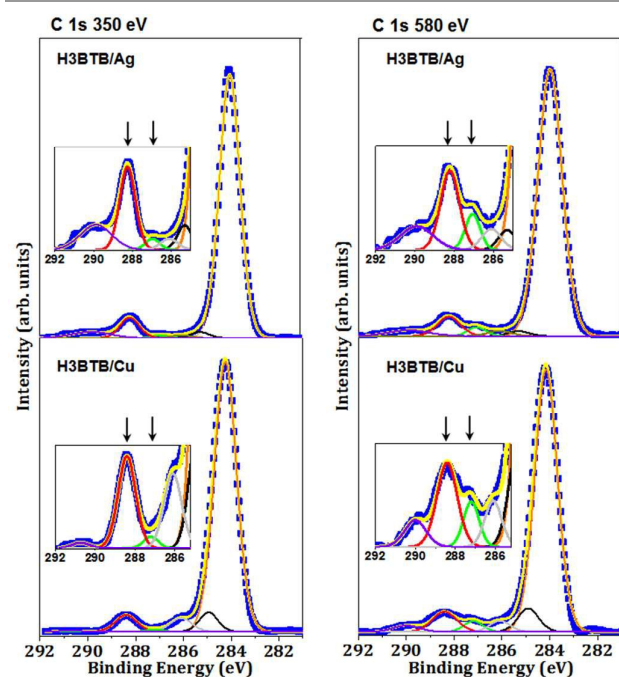 C 1s 350 eV
H3BTB/Ag
292 290 288 286
H3BTB/Cu
292 290 288 286
292 290 288 286 284 282
Binding Energy (eV)
Intensity (arb. units)
C 1s 580 eV
H3BTB/Ag
292 290 288 286
H3BTB/Cu
292 290 288 286
292 290 288 286 284 282
Binding Energy (eV)
Intensity (arb. units)